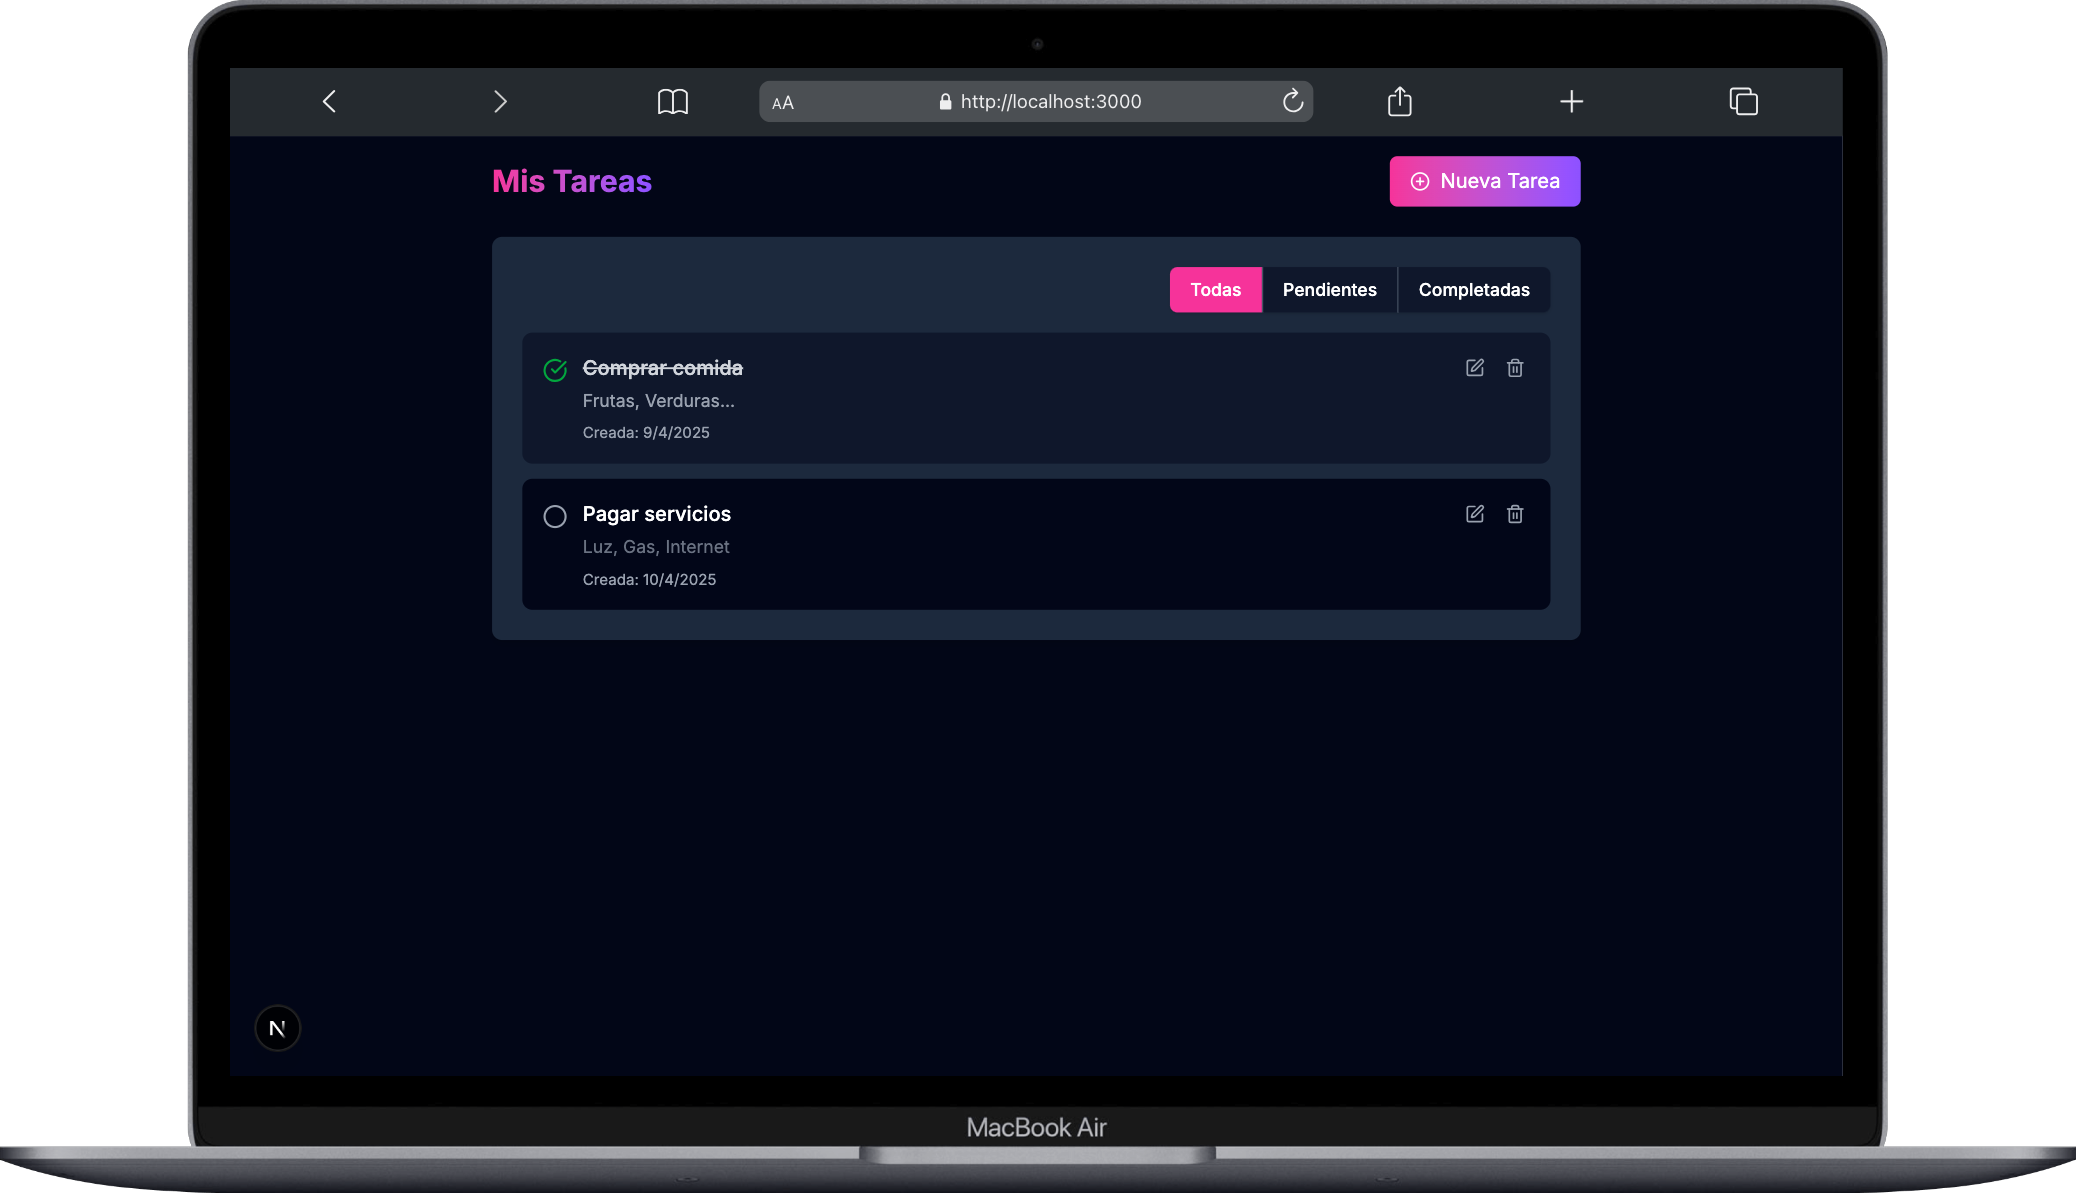 AA
http://localhost:3000
Mis Tareas
Nueva Tarea
Todas
Pendientes
Completadas
Comprar comida
Frutas, Verduras...
Creada: 9/4/2025
Pagar servicios
Luz, Gas, Internet
Creada: 10/4/2025
N
MacBook Air